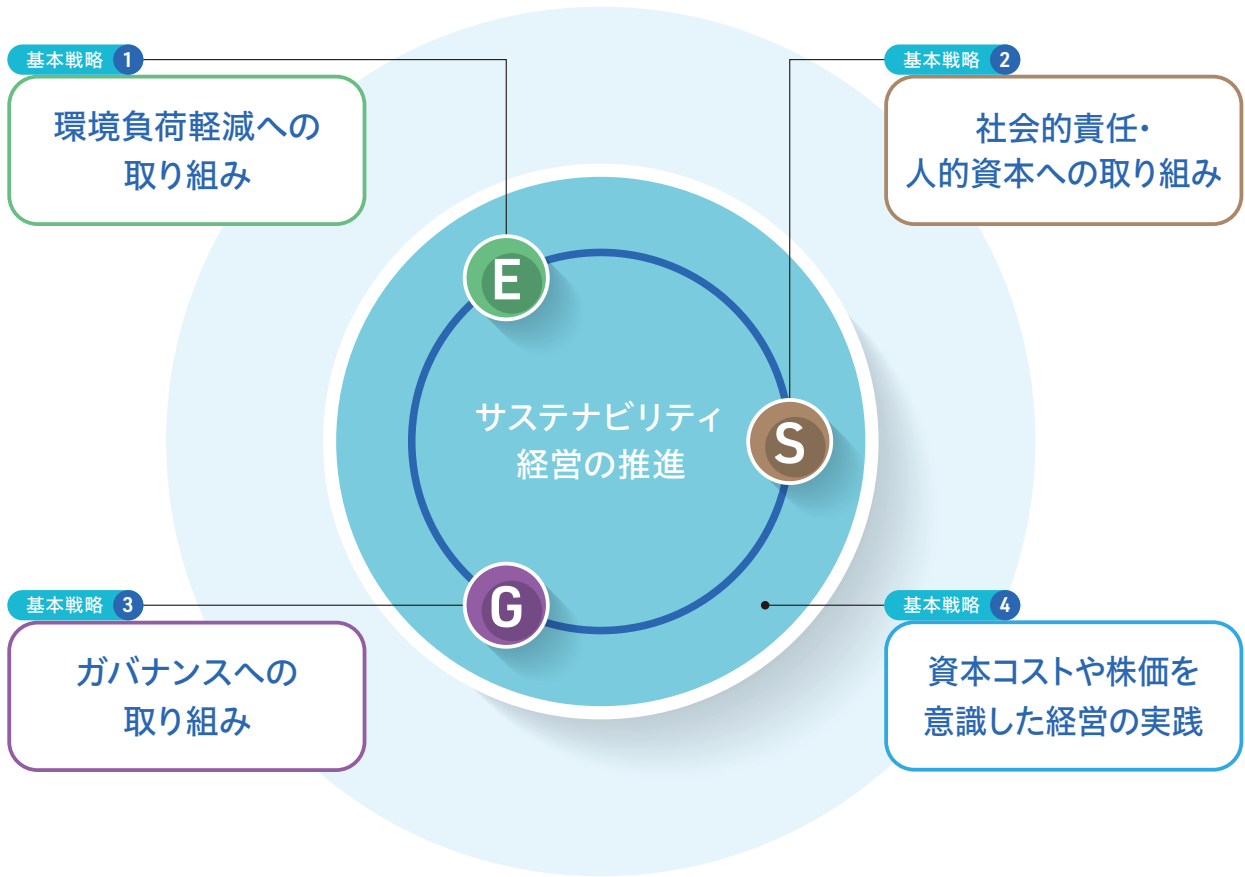 基本戦略 1
環境負荷軽減への
取り組み
基本戦略 2
社会的責任・
人的資本への取り組み
E
サステナビリティ
経営の推進
S
G
基本戦略 3
ガバナンスへの
取り組み
基本戦略 4
資本コストや株価を
意識した経営の実践